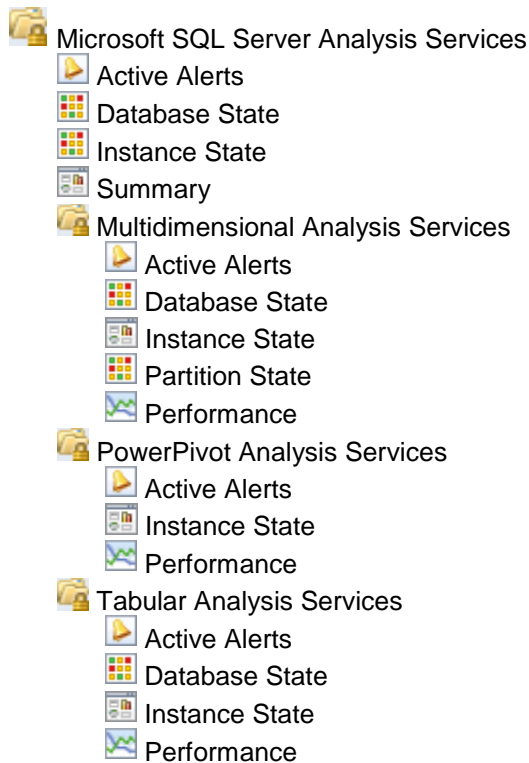 Microsoft SQL Server Analysis Services
Active Alerts
Database State
Instance State
Summary
Multidimensional Analysis Services
Active Alerts
Database State
Instance State
Partition State
Performance
PowerPivot Analysis Services
Active Alerts
Instance State
Performance
Tabular Analysis Services
Active Alerts
Database State
Instance State
Performance